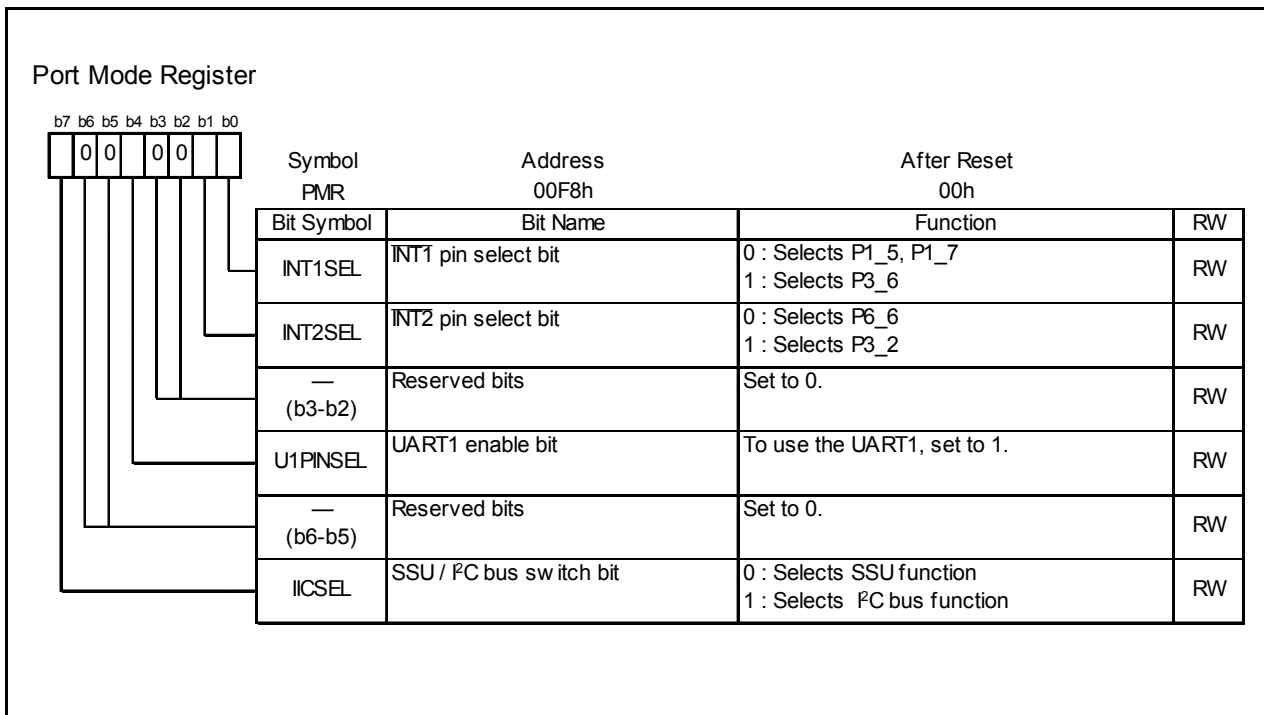 Port Mode Register
b7 b6 b5 b4 b3 b2 b1 b0
0 0 0 0
Symbol Address After Reset
PMR 00F8h 00h
Bit Symbol Bit Name Function RW
INT1SEL I̅N̅T̅1̅ pin select bit 0 : Selects P1_5, P1_7 RW
1 : Selects P3_6
INT2SEL I̅N̅T̅2̅ pin select bit 0 : Selects P6_6 RW
1 : Selects P3_2
— Reserved bits Set to 0. RW
(b3-b2)
U1PINSEL UART1 enable bit To use the UART1, set to 1. RW
— Reserved bits Set to 0. RW
(b6-b5)
IICSEL SSU / I²C bus switch bit 0 : Selects SSU function RW
1 : Selects I²C bus function